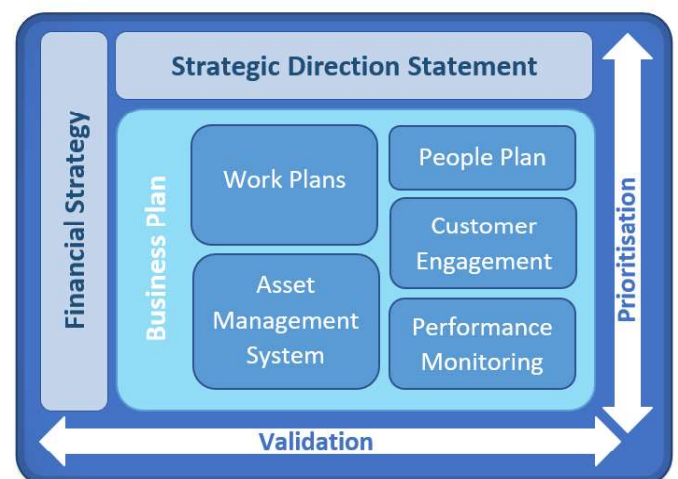 Strategic Direction Statement
Financial Strategy
Business Plan
Work Plans
People Plan
Customer
Engagement
Asset
Management
System
Performance
Monitoring
Prioritisation
Validation